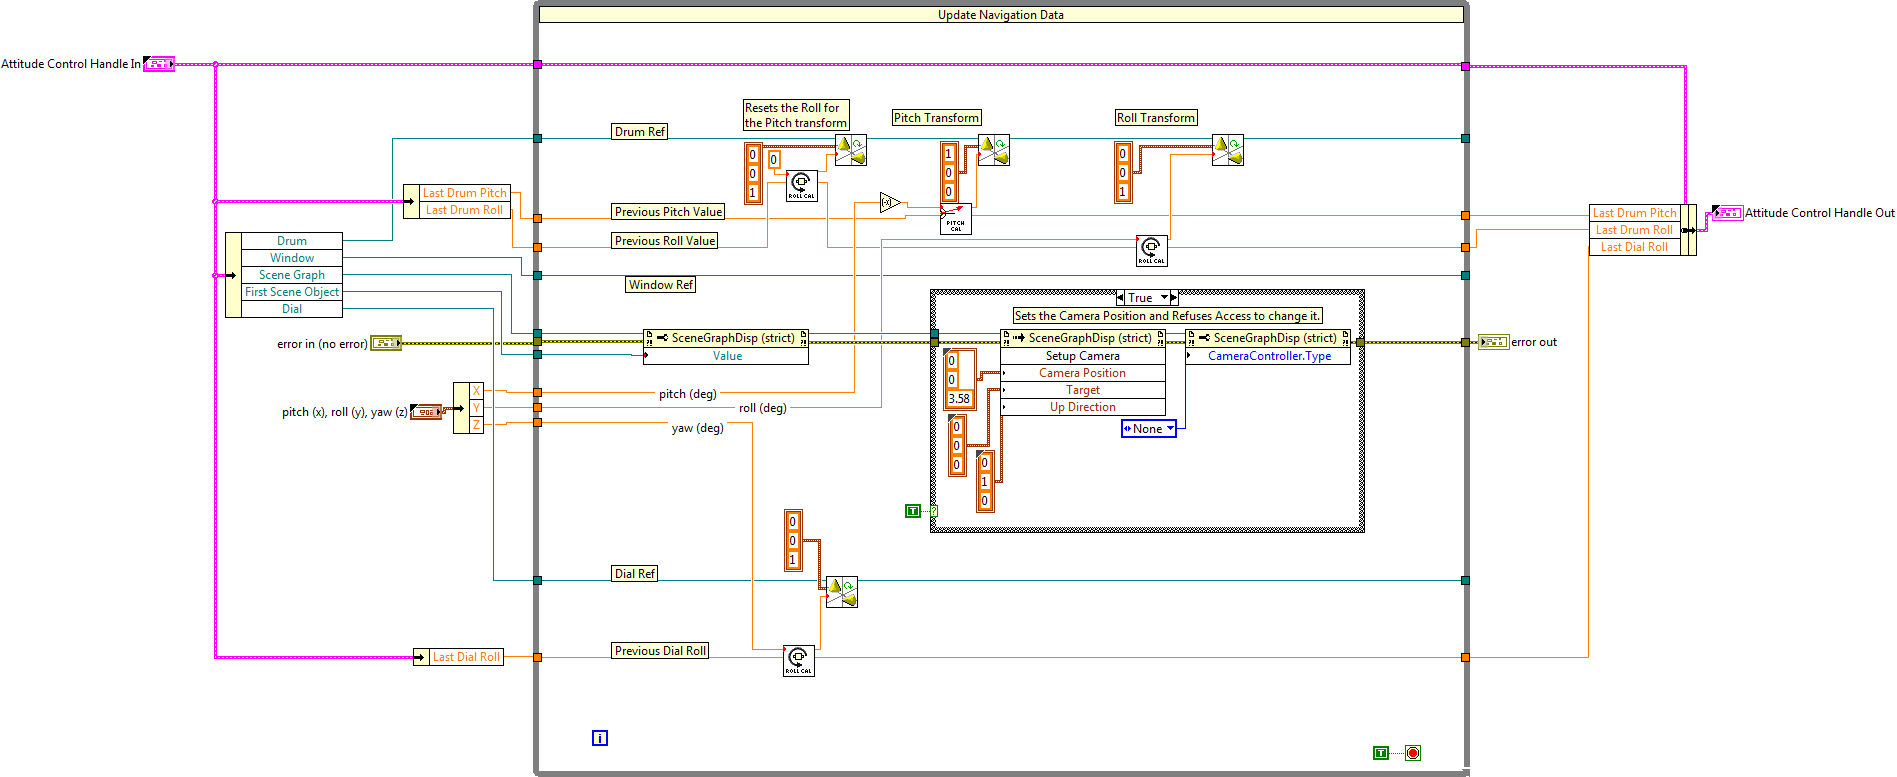 Update Navigation Data
Attitude Control Handle In
Resets the Roll for
the Pitch transform
Pitch Transform
Roll Transform
Drum Ref
0
0
1
0
ROLL CAL
1
0
0
0
0
1
Last Drum Pitch
Last Drum Roll
Previous Pitch Value
PITCH
CAL
Previous Roll Value
ROLL CAL
Last Drum Pitch
Last Drum Roll
Last Dial Roll
Attitude Control Handle Out
Drum
Window
Scene Graph
First Scene Object
Dial
Window Ref
True
Sets the Camera Position and Refuses Access to change it.
error in (no error)
SceneGraphDisp (strict)
Value
SceneGraphDisp (strict)
Setup Camera
Camera Position
Target
Up Direction
SceneGraphDisp (strict)
CameraController.Type
error out
0
0
3.58
None
0
0
0
0
1
0
pitch (x), roll (y), yaw (z)
X
Y
Z
pitch (deg)
roll (deg)
yaw (deg)
T
?
0
0
1
Dial Ref
Last Dial Roll
Previous Dial Roll
ROLL CAL
i
T